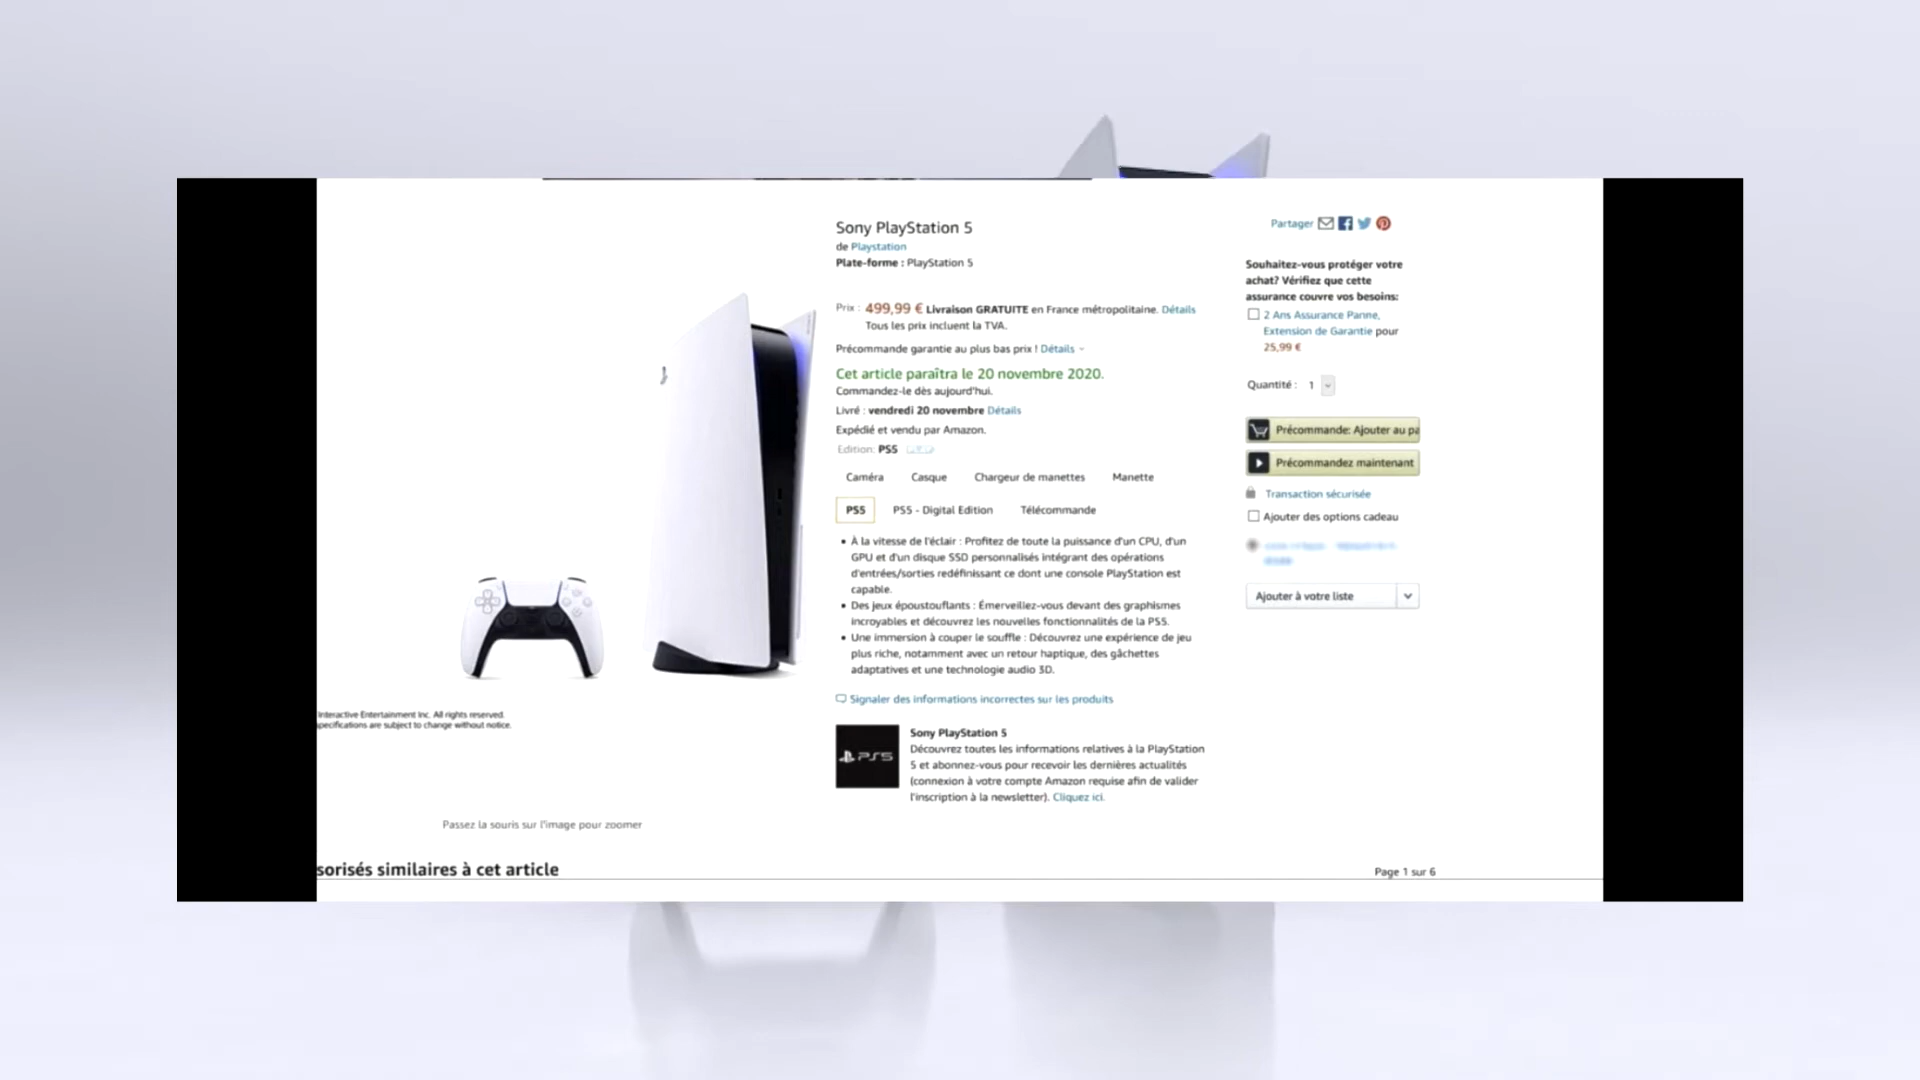 Sony PlayStation 5
de Playstation
Plate-forme : PlayStation 5
Prix : 499,99 € Livraison GRATUITE en France métropolitaine. Détails
Tous les prix incluent la TVA.
Précommande garantie au plus bas prix ! Détails
Cet article paraîtra le 20 novembre 2020.
Commandez-le dès aujourd'hui.
Livré : vendredi 20 novembre Détails
Expédié et vendu par Amazon.
Edition: PS5
Caméra Casque Chargeur de manettes Manette
PS5 PS5 - Digital Edition Télécommande
• À la vitesse de l'éclair : Profitez de toute la puissance d'un CPU, d'un
GPU et d'un disque SSD personnalisés intégrant des opérations
d'entrées/sorties redéfinissant ce dont une console PlayStation est
capable.
• Des jeux époustouflants : Émerveillez-vous devant des graphismes
incroyables et découvrez les nouvelles fonctionnalités de la PS5.
• Une immersion à couper le souffle : Découvrez une expérience de jeu
plus riche, notamment avec un retour haptique, des gâchettes
adaptatives et une technologie audio 3D.
Signaler des informations incorrectes sur les produits
PS5
Sony PlayStation 5
Découvrez toutes les informations relatives à la PlayStation
5 et abonnez-vous pour recevoir les dernières actualités
(connexion à votre compte Amazon requise afin de valider
l'inscription à la newsletter). Cliquez ici.
Partager
Souhaitez-vous protéger votre
achat? Vérifiez que cette
assurance couvre vos besoins:
2 Ans Assurance Panne,
Extension de Garantie pour
25,99 €
Quantité : 1
Précommande: Ajouter au pa
Précommandez maintenant
Transaction sécurisée
Ajouter des options cadeau
Ajouter à votre liste
Interactive Entertainment Inc. All rights reserved.
pecifications are subject to change without notice.
Passez la souris sur l'image pour zoomer
sorisés similaires à cet article
Page 1 sur 6